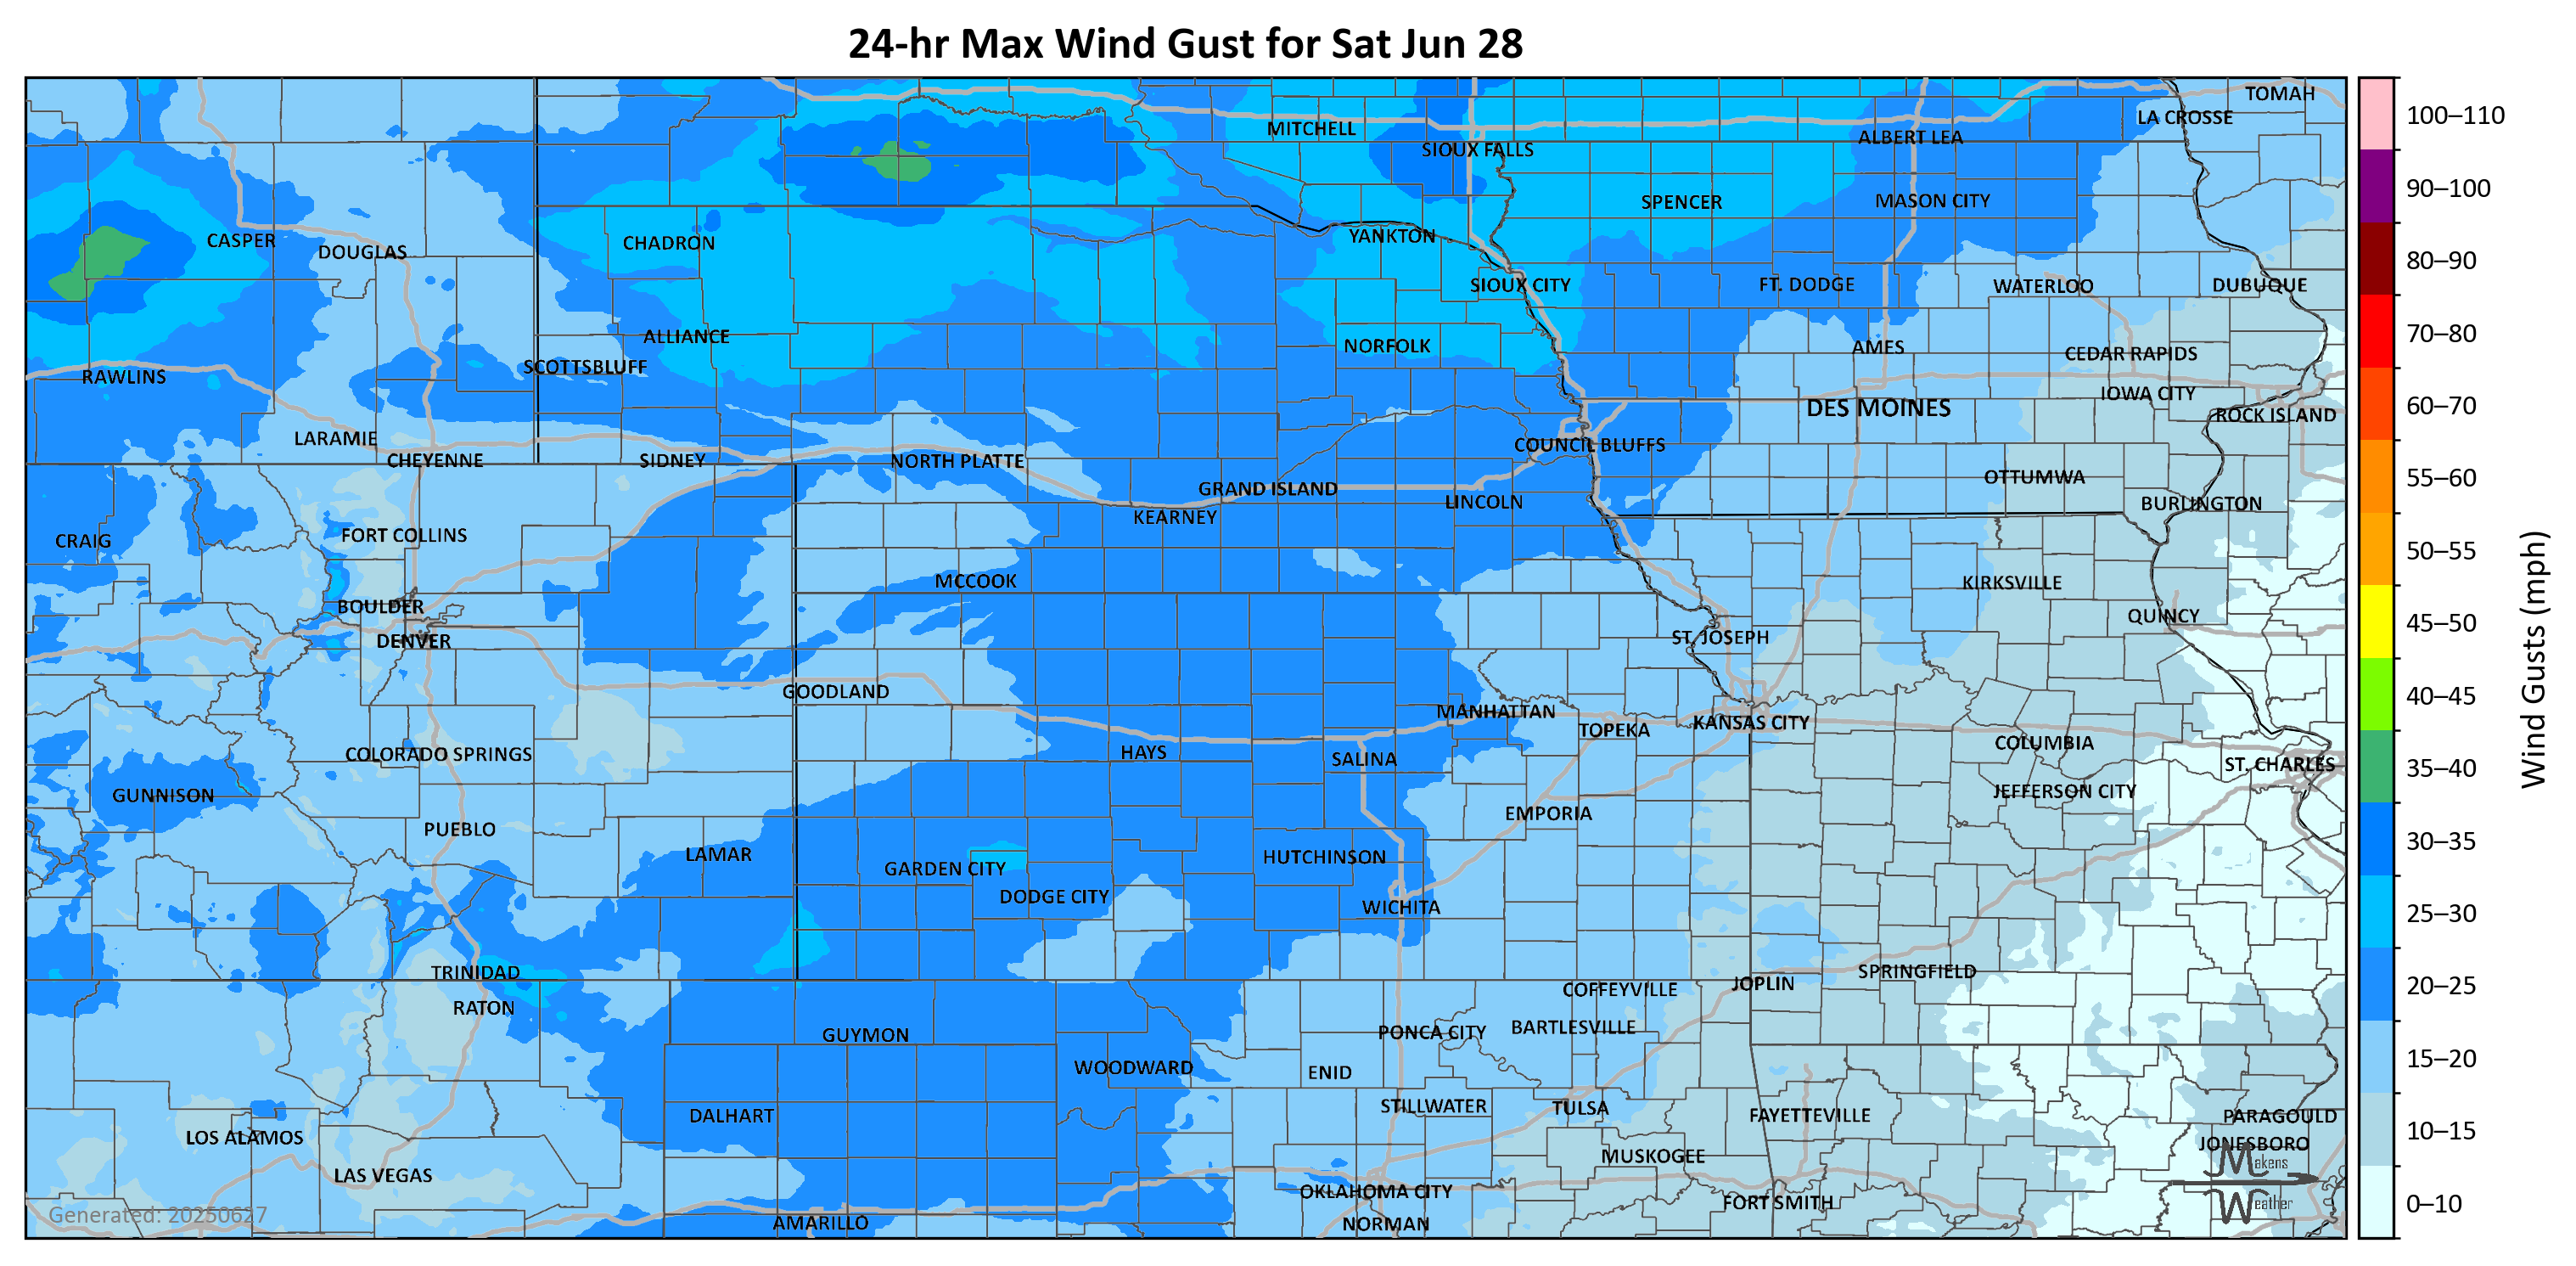 24-hr Max Wind Gust for Sat Jun 28
TOMAH
LA CROSSE
MITCHELL
ALBERT LEA
SIOUX FALLS
SPENCER
MASON CITY
CASPER
DOUGLAS
CHADRON
YANKTON
SIOUX CITY
FT. DODGE
WATERLOO
DUBUQUE
ALLIANCE
NORFOLK
AMES
CEDAR RAPIDS
SCOTTSBLUFF
RAWLINS
IOWA CITY
DES MOINES
ROCK ISLAND
LARAMIE
COUNCIL BLUFFS
CHEYENNE
SIDNEY
NORTH PLATTE
OTTUMWA
GRAND ISLAND
LINCOLN
BURLINGTON
KEARNEY
CRAIG
FORT COLLINS
MCCOOK
KIRKSVILLE
BOULDER
QUINCY
DENVER
ST. JOSEPH
GOODLAND
MANHATTAN
KANSAS CITY
TOPEKA
COLUMBIA
COLORADO SPRINGS
HAYS
SALINA
ST. CHARLES
GUNNISON
JEFFERSON CITY
EMPORIA
PUEBLO
LAMAR
HUTCHINSON
GARDEN CITY
DODGE CITY
WICHITA
TRINIDAD
SPRINGFIELD
JOPLIN
COFFEYVILLE
RATON
GUYMON
PONCA CITY
BARTLESVILLE
WOODWARD
ENID
STILLWATER
TULSA
DALHART
FAYETTEVILLE
PARAGOULD
LOS ALAMOS
JONESBORO
MUSKOGEE
LAS VEGAS
OKLAHOMA CITY
FORT SMITH
AMARILLO
NORMAN
Generated: 20250627
Makens
Weather
100–110
90–100
80–90
70–80
60–70
55–60
50–55
45–50
40–45
35–40
30–35
25–30
20–25
15–20
10–15
0–10
Wind Gusts (mph)